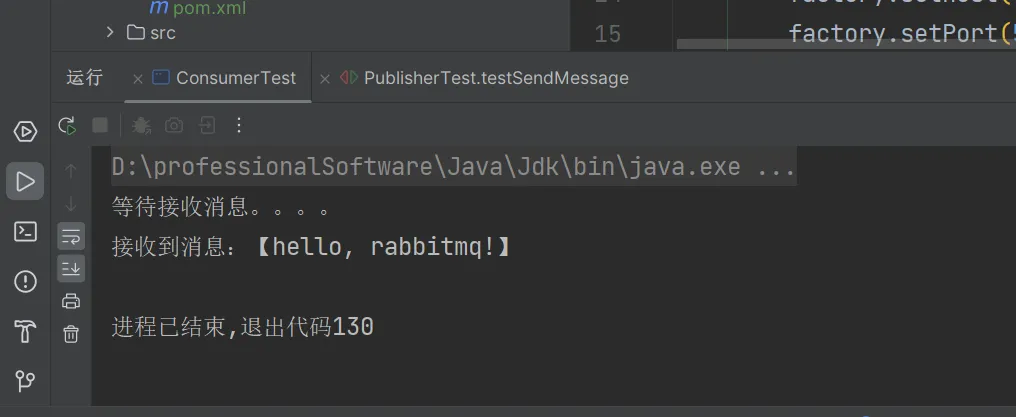 pom.xml
src
15
factory.setPort(
运行
ConsumerTest
PublisherTest.testSendMessage
D:\professionalSoftware\Java\Jdk\bin\java.exe ...
等待接收消息。。。。
接收到消息：【hello, rabbitmq!】
进程已结束,退出代码130